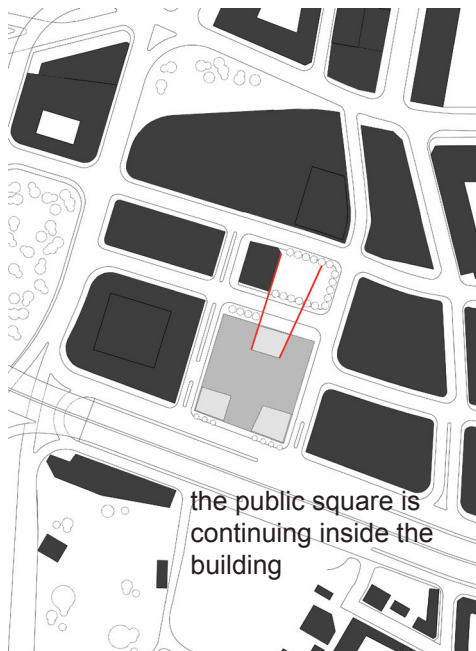 the public square is
continuing inside the
building